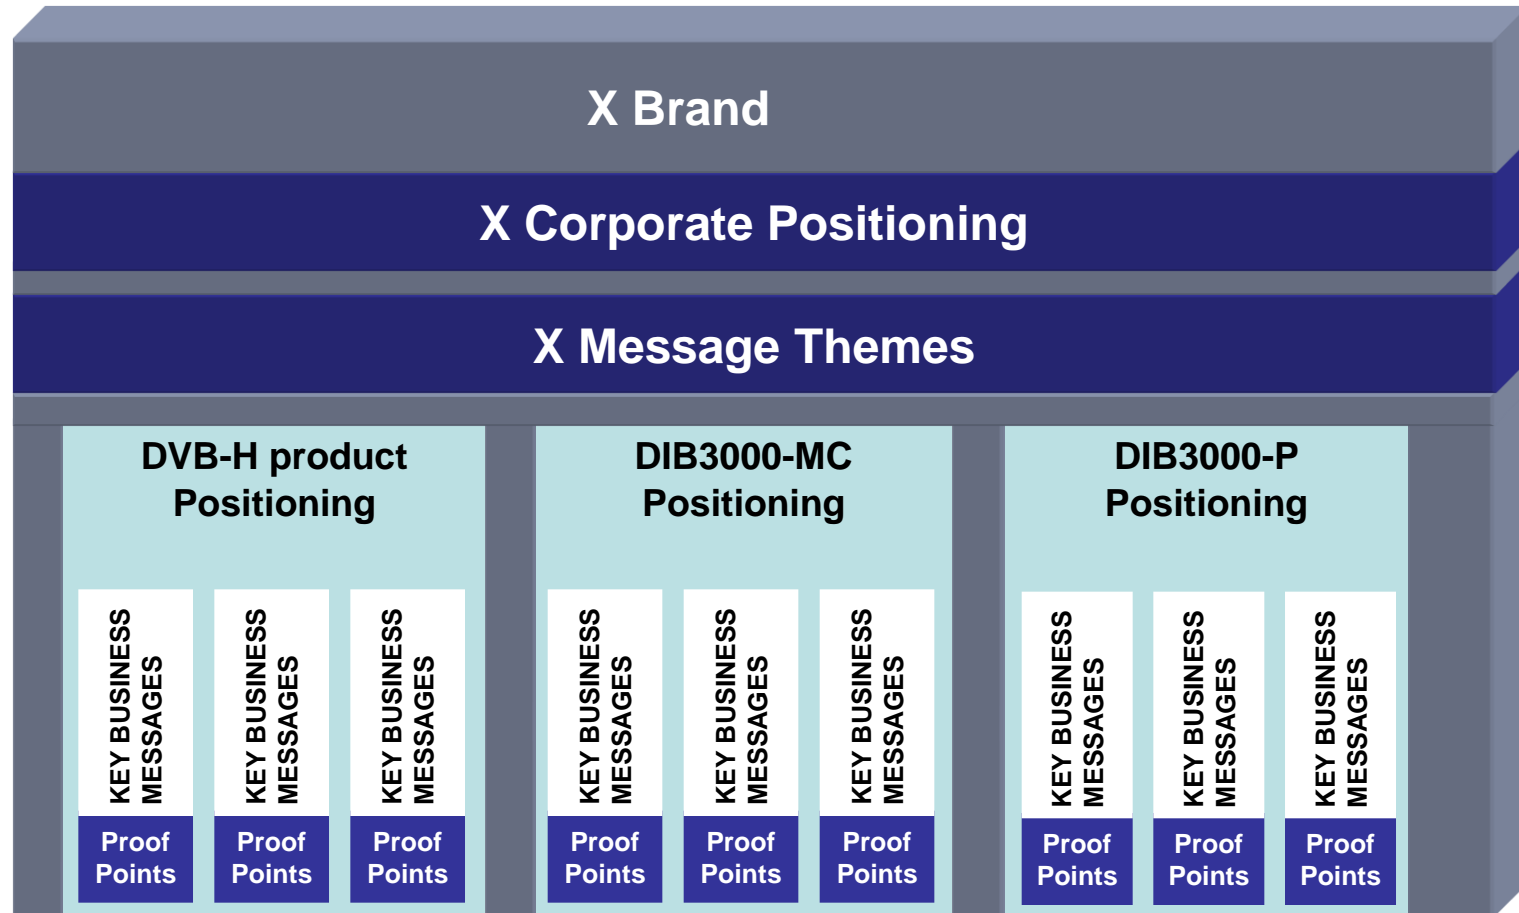 X Brand
X Corporate Positioning
X Message Themes
DVB-H product
Positioning
KEY BUSINESS
MESSAGES
Proof
Points
KEY BUSINESS
MESSAGES
Proof
Points
KEY BUSINESS
MESSAGES
Proof
Points
DIB3000-MC
Positioning
KEY BUSINESS
MESSAGES
Proof
Points
KEY BUSINESS
MESSAGES
Proof
Points
KEY BUSINESS
MESSAGES
Proof
Points
DIB3000-P
Positioning
KEY BUSINESS
MESSAGES
Proof
Points
KEY BUSINESS
MESSAGES
Proof
Points
KEY BUSINESS
MESSAGES
Proof
Points